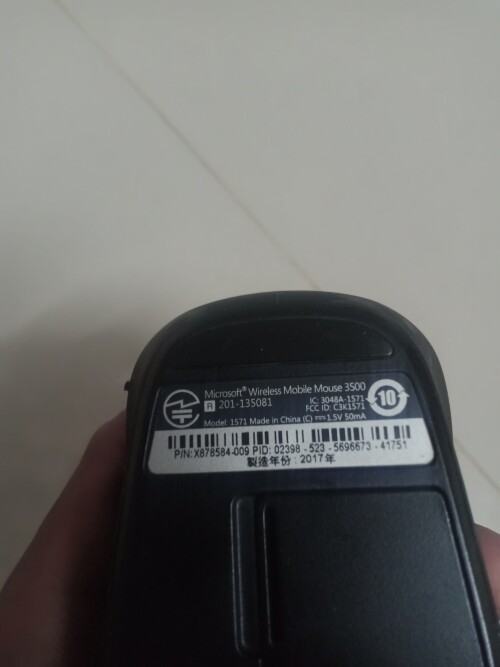 Microsoft® Wireless Mobile Mouse 3500
R 201-135081
IC: 3048A-1571
FCC ID: C3K1571
10
Model: 1571 Made in China (C) ⎓ 1.5V 50mA
P/N: X878584-009 PID: 02398 - 523 - 5696673 - 41751
製造年份 : 2017年